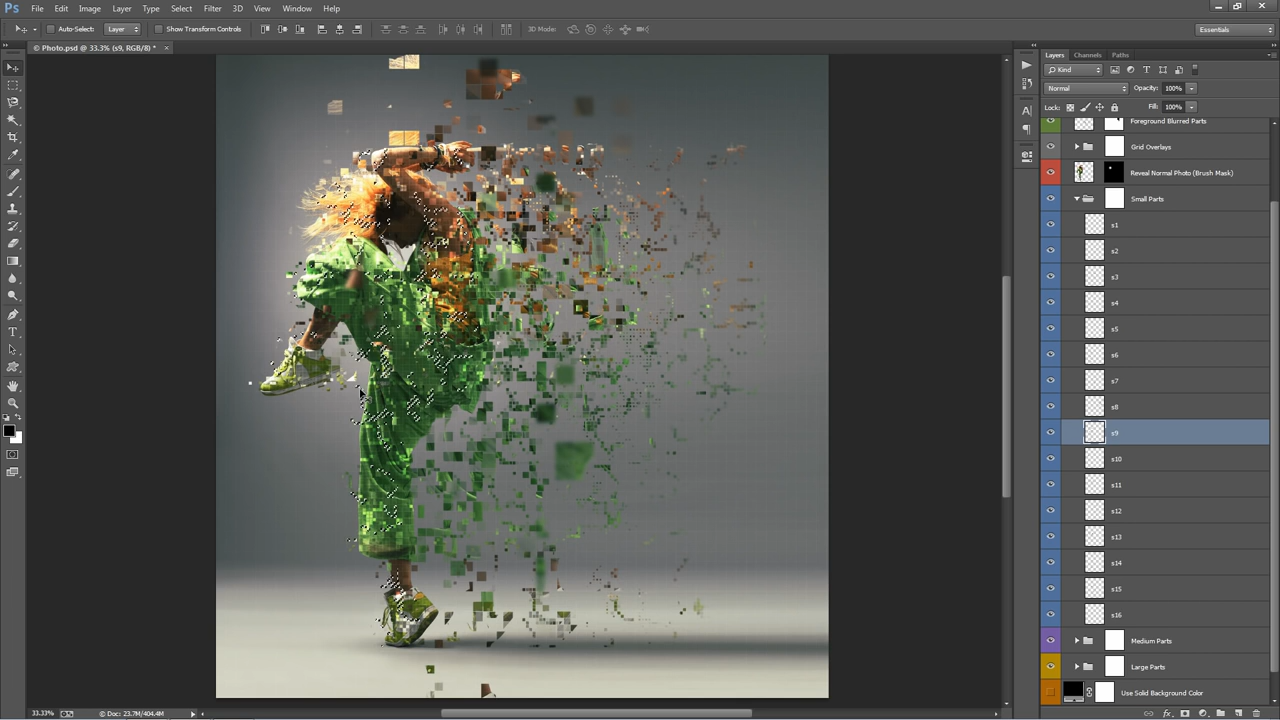 Ps File Edit Image Layer Type Select Filter 3D View Window Help
Auto-Select: Layer Show Transform Controls 3D Mode: Essentials
© Photo.psd @ 33.3% (s9, RGB/8) * ×
Layers Channels Paths
Kind
Normal Opacity: 100%
Lock: Fill: 100%
Foreground Blurred Parts
Grid Overlays
Reveal Normal Photo (Brush Mask)
Small Parts
s1
s2
s3
s4
s5
s6
s7
s8
s9
s10
s11
s12
s13
s14
s15
s16
Medium Parts
Large Parts
Use Solid Background Color
33.33% Doc: 23.7M/404.4M
fx